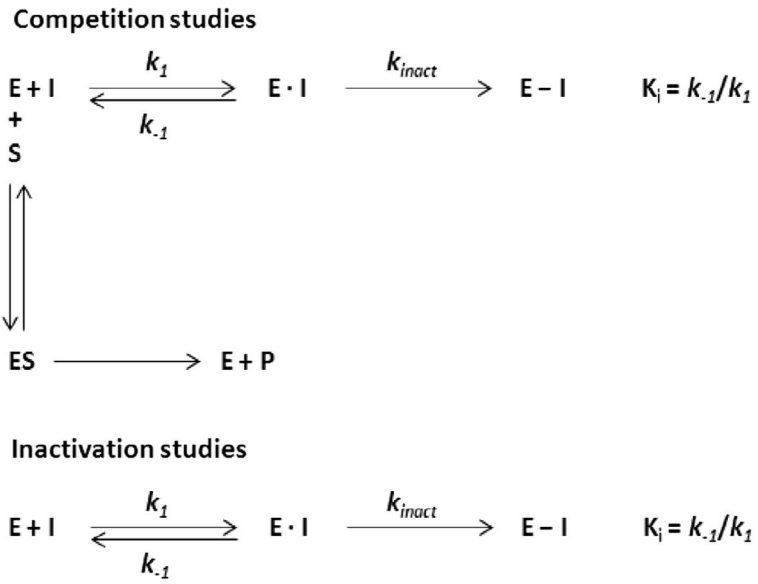 Competition studies
k1 kinact
E + I E · I E – I Ki = k-1/k1
k-1
+
S
ES E + P
Inactivation studies
k1 kinact
E + I E · I E – I Ki = k-1/k1
k-1